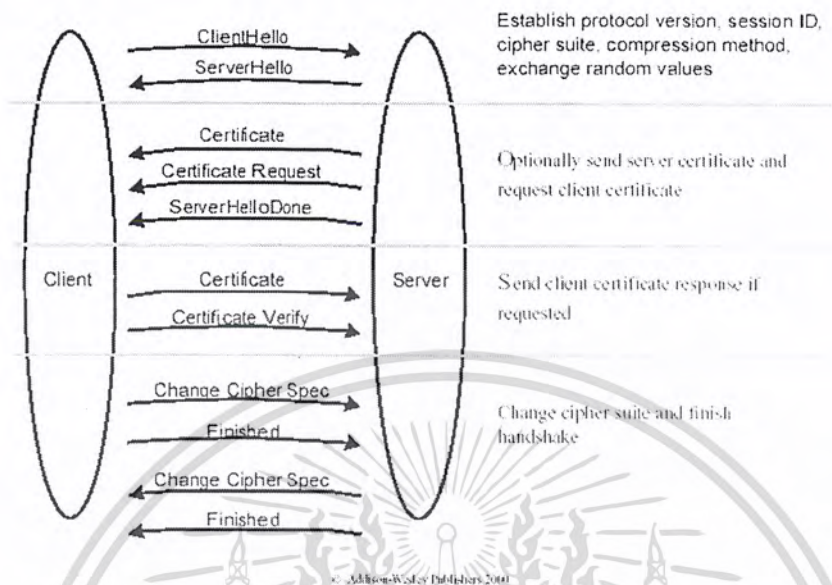 ClientHello
ServerHello
Establish protocol version, session ID,
cipher suite, compression method,
exchange random values
Certificate
Certificate Request
ServerHelloDone
Optionally send server certificate and
request client certificate
Client
Server
Certificate
Certificate Verify
Send client certificate response if
requested
Change Cipher Spec
Finished
Change Cipher Spec
Finished
Change cipher suite and finish
handshake
© Addison-Wesley Publishers 2000